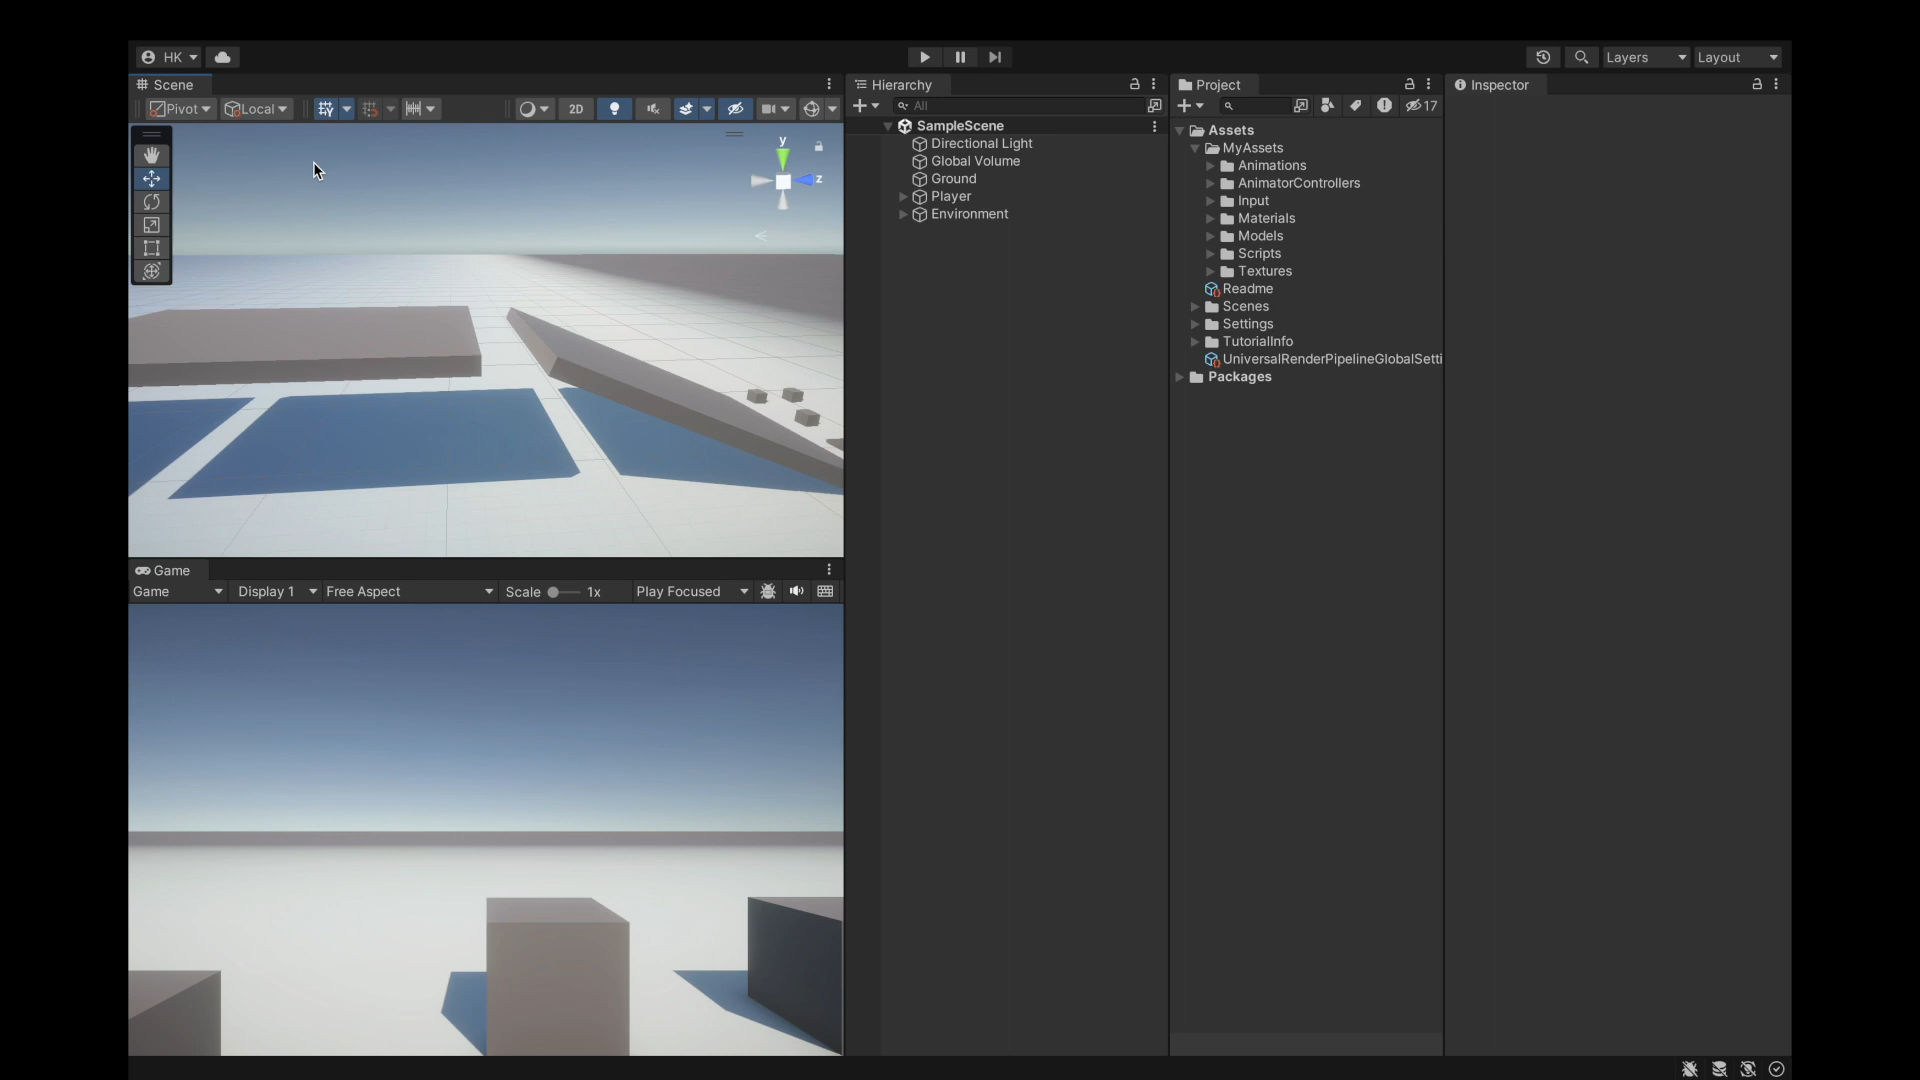 HK
Layers
Layout
Scene
Pivot
Local
2D
y
z
Game
Game
Display 1
Free Aspect
Scale
1x
Play Focused
Hierarchy
All
SampleScene
Directional Light
Global Volume
Ground
Player
Environment
Project
17
Assets
MyAssets
Animations
AnimatorControllers
Input
Materials
Models
Scripts
Textures
Readme
Scenes
Settings
TutorialInfo
UniversalRenderPipelineGlobalSetti
Packages
Inspector